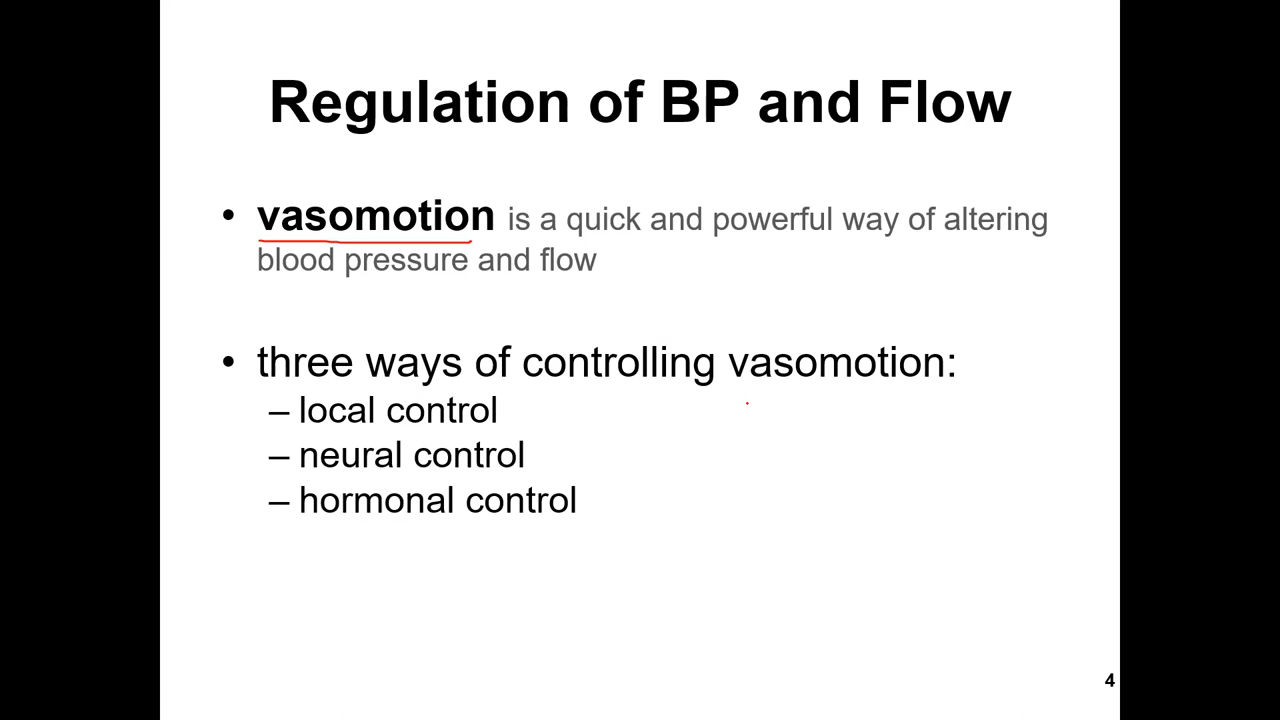 Regulation of BP and Flow
• vasomotion is a quick and powerful way of altering
blood pressure and flow
• three ways of controlling vasomotion:
– local control
– neural control
– hormonal control
4